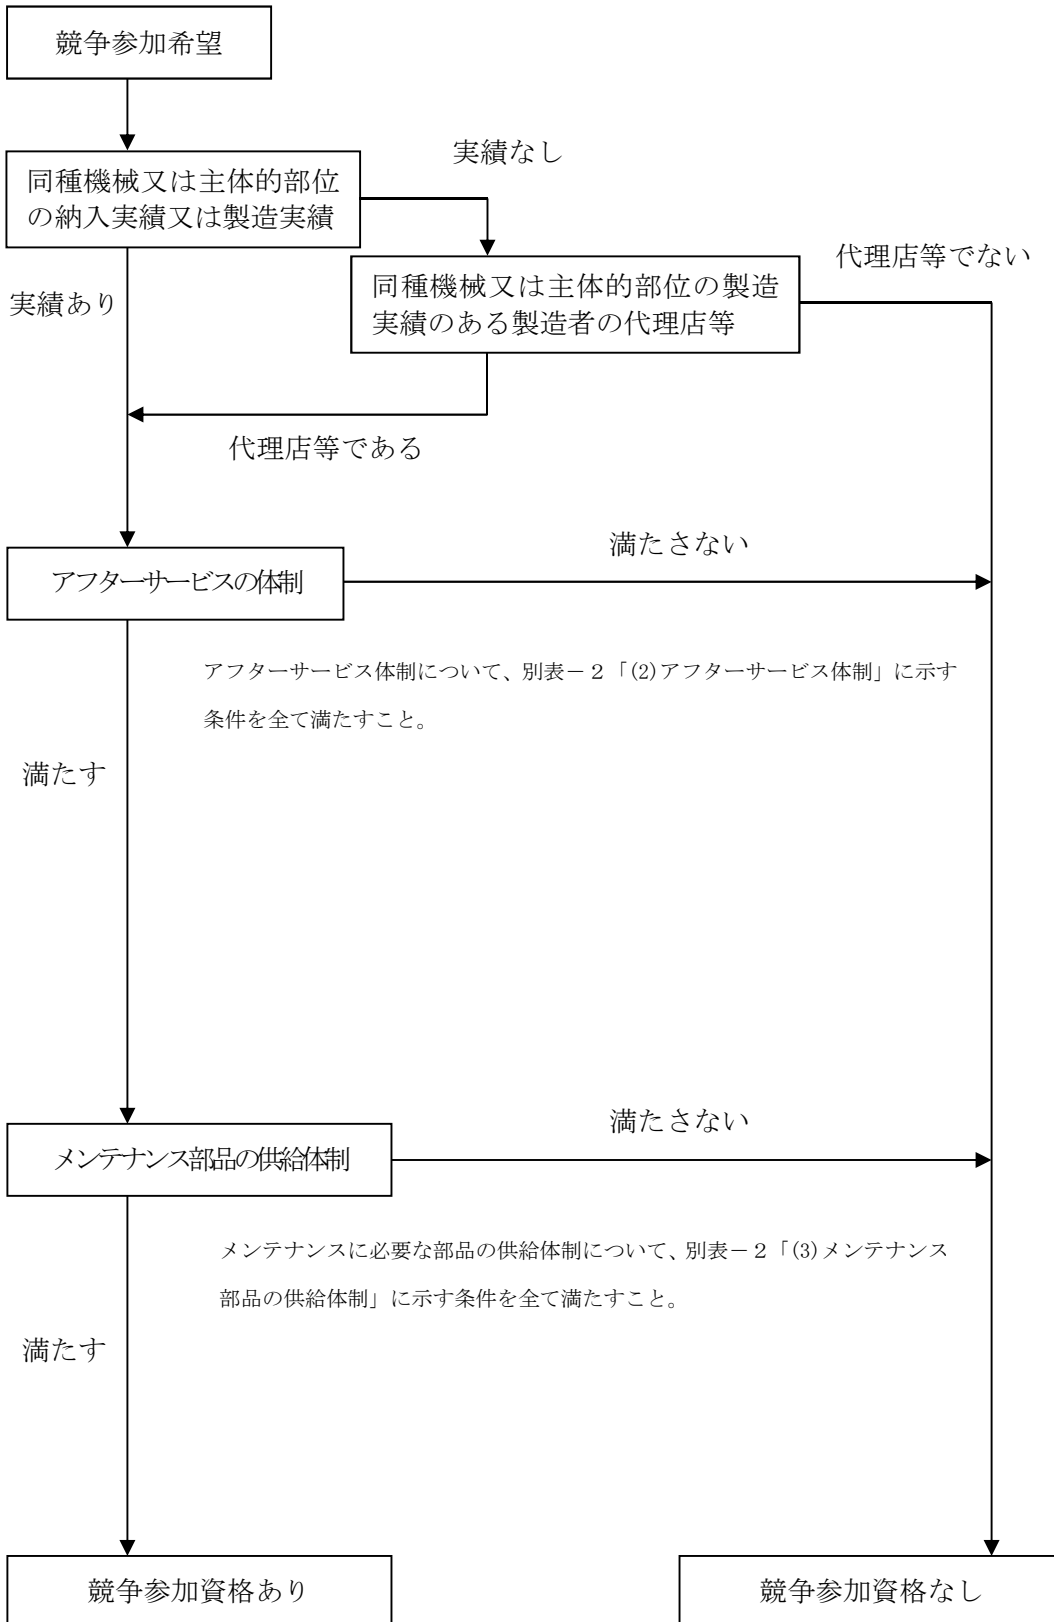 競争参加希望
実績なし
同種機械又は主体的部位
の納入実績又は製造実績
代理店等でない
実績あり
同種機械又は主体的部位の製造
実績のある製造者の代理店等
代理店等である
満たさない
アフターサービスの体制
アフターサービス体制について、別表－２「(2)アフターサービス体制」に示す
条件を全て満たすこと。
満たす
満たさない
メンテナンス部品の供給体制
メンテナンスに必要な部品の供給体制について、別表－２「(3)メンテナンス
部品の供給体制」に示す条件を全て満たすこと。
満たす
競争参加資格あり
競争参加資格なし